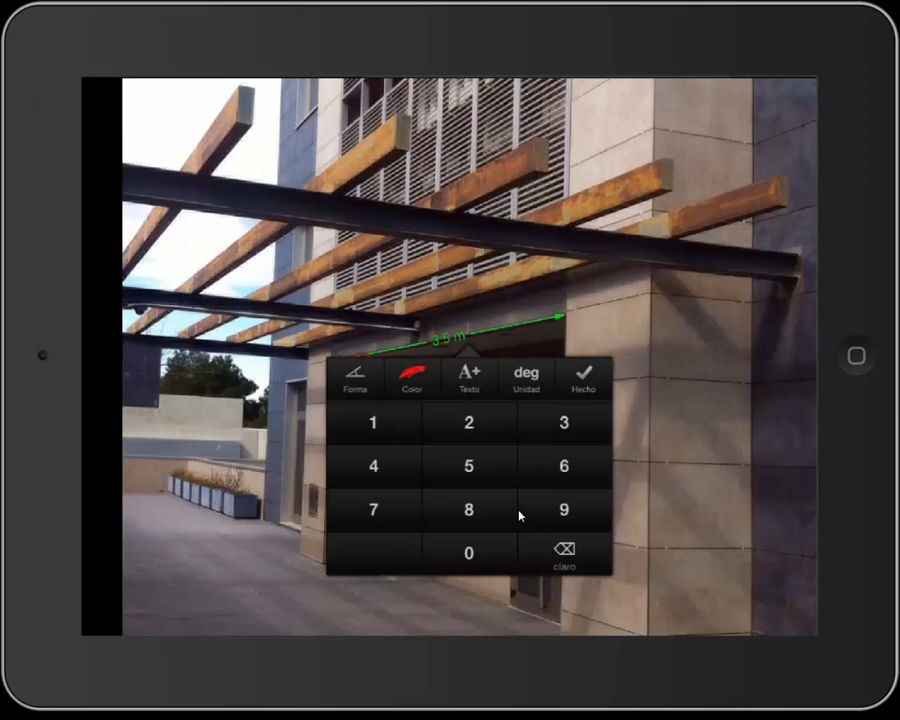 3.5 m
Forma
Color
A+
Texto
deg
Unidad
Hecho
1 2 3
4 5 6
7 8 9
0
claro